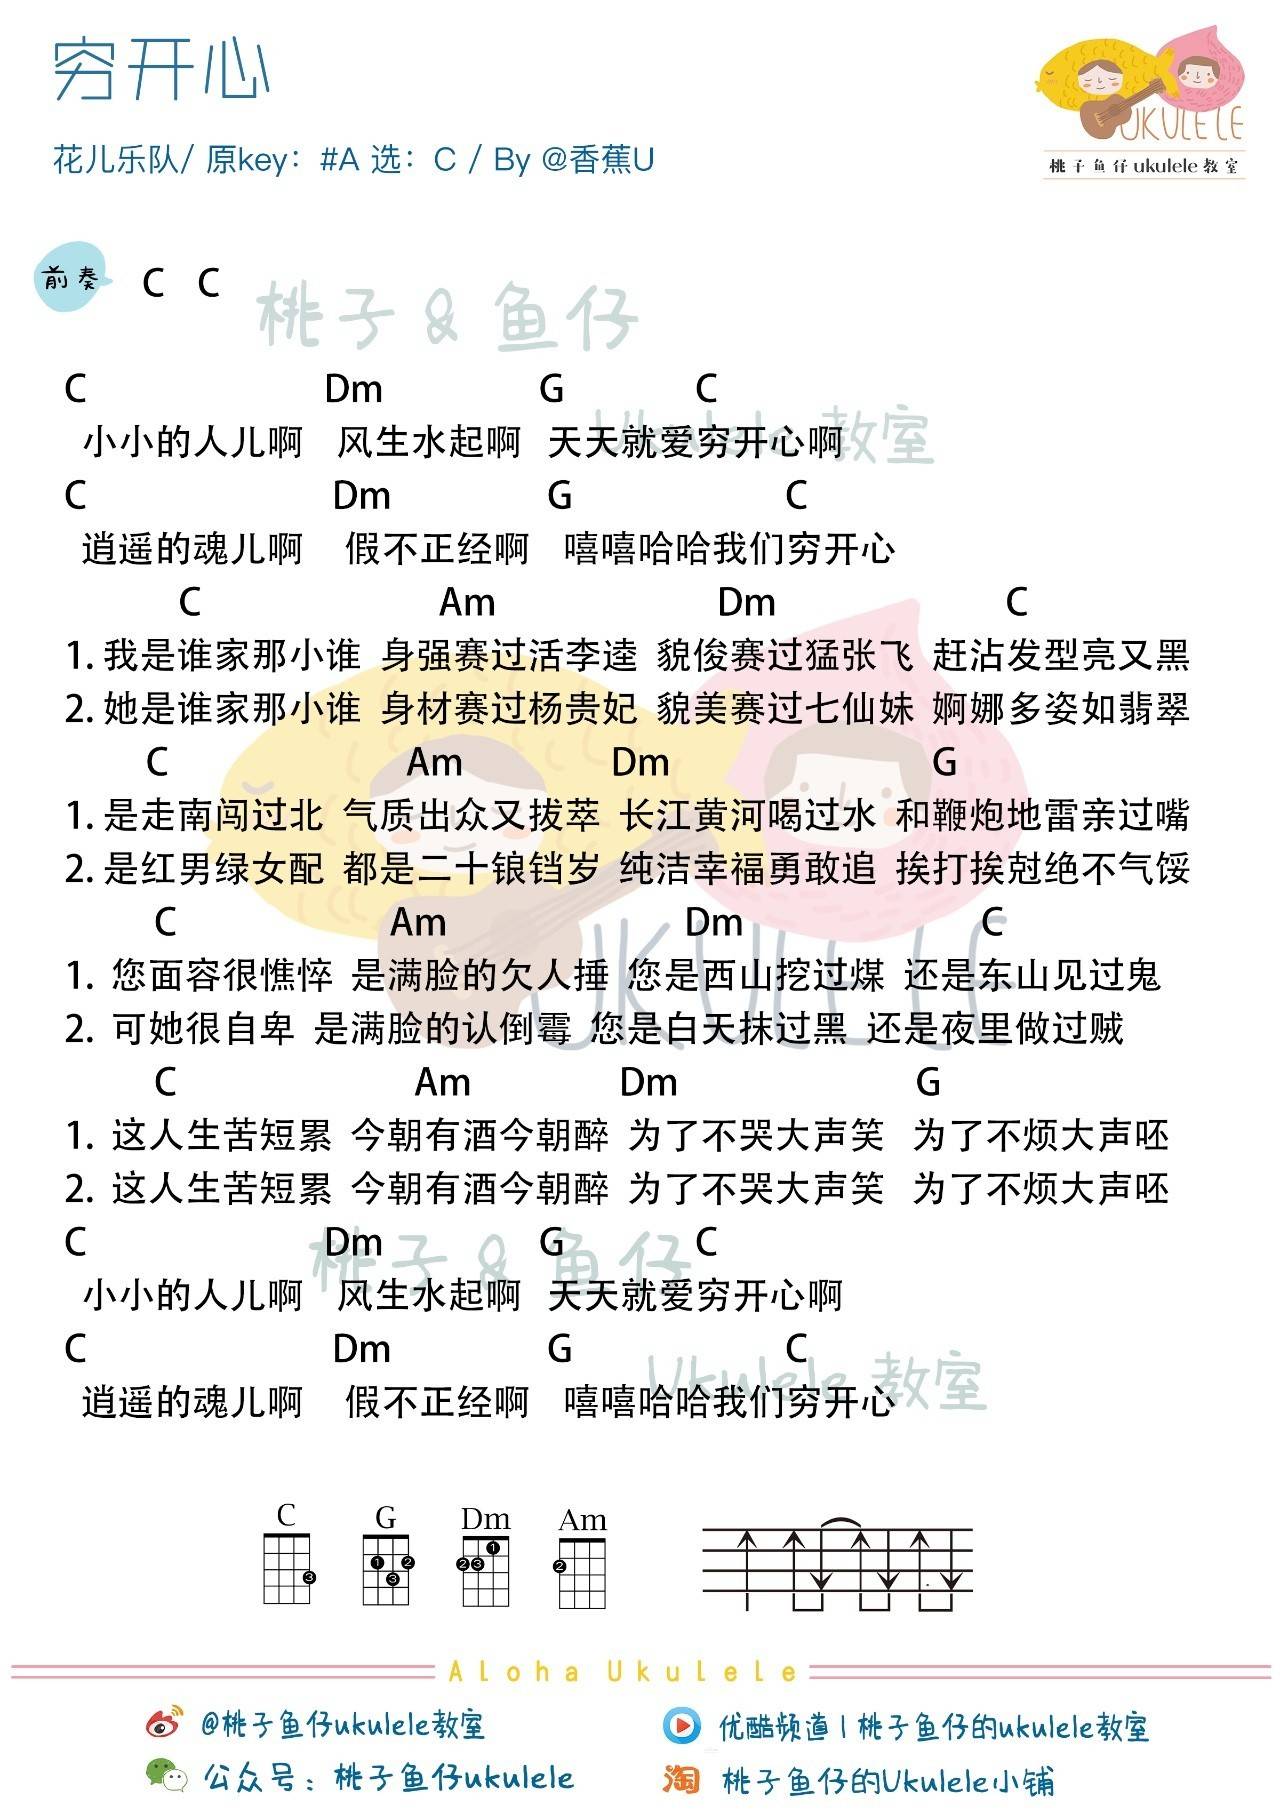 穷开心
花儿乐队/ 原key：#A 选：C / By @香蕉U
UKULELE
桃子鱼仔ukulele教室
前奏 C C
桃子&鱼仔
C Dm G C
Ukulele 教室
小小的人儿啊 风生水起啊 天天就爱穷开心啊
C Dm G C
逍遥的魂儿啊 假不正经啊 嘻嘻哈哈我们穷开心
C Am Dm C
1. 我是谁家那小谁 身强赛过活李逵 貌俊赛过猛张飞 赶沾发型亮又黑
2. 她是谁家那小谁 身材赛过杨贵妃 貌美赛过七仙妹 婀娜多姿如翡翠
C Am Dm G
1. 是走南闯过北 气质出众又拔萃 长江黄河喝过水 和鞭炮地雷亲过嘴
2. 是红男绿女配 都是二十锒铛岁 纯洁幸福勇敢追 挨打挨尅绝不气馁
C Am Dm C
UKULELE
1. 您面容很憔悴 是满脸的欠人捶 您是西山挖过煤 还是东山见过鬼
2. 可她很自卑 是满脸的认倒霉 您是白天抹过黑 还是夜里做过贼
C Am Dm G
1. 这人生苦短累 今朝有酒今朝醉 为了不哭大声笑 为了不烦大声呸
2. 这人生苦短累 今朝有酒今朝醉 为了不哭大声笑 为了不烦大声呸
C Dm G C
桃子&鱼仔
小小的人儿啊 风生水起啊 天天就爱穷开心啊
C Dm G C
Ukulele 教室
逍遥的魂儿啊 假不正经啊 嘻嘻哈哈我们穷开心
C G Dm Am
3 1 2 3 1 2 3 2
Aloha Ukulele
@桃子鱼仔ukulele教室 优酷频道 | 桃子鱼仔的ukulele教室
公众号：桃子鱼仔ukulele 淘 桃子鱼仔的Ukulele小铺